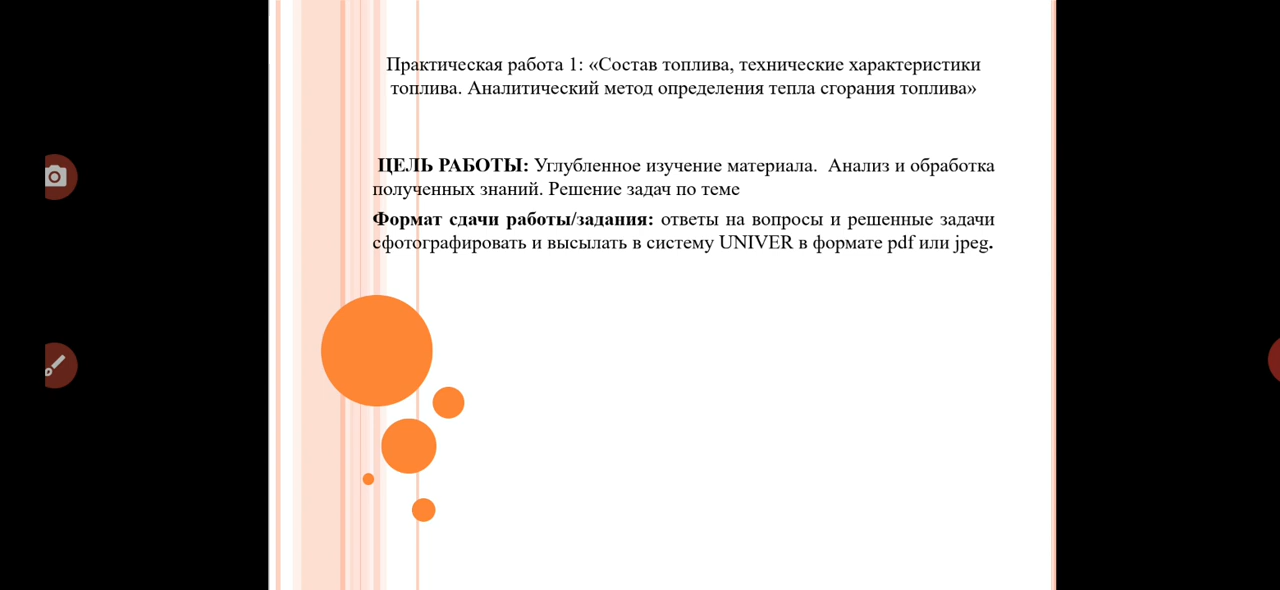 Практическая работа 1: «Состав топлива, технические характеристики
топлива. Аналитический метод определения тепла сгорания топлива»
ЦЕЛЬ РАБОТЫ: Углубленное изучение материала. Анализ и обработка
полученных знаний. Решение задач по теме
Формат сдачи работы/задания: ответы на вопросы и решенные задачи
сфотографировать и высылать в систему UNIVER в формате pdf или jpeg.